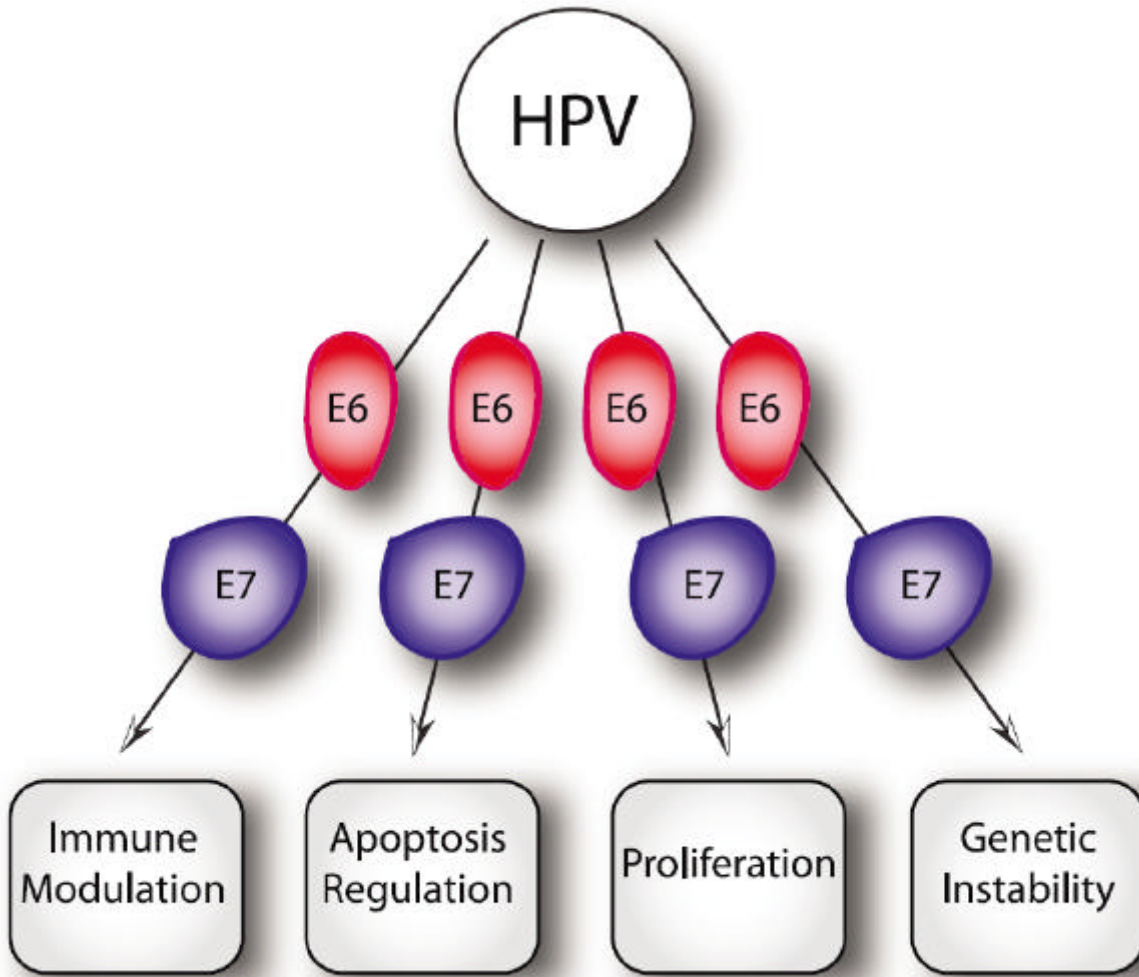 HPV
E6
E6
E6
E6
E7
E7
E7
E7
Immune
Modulation
Apoptosis
Regulation
Proliferation
Genetic
Instability